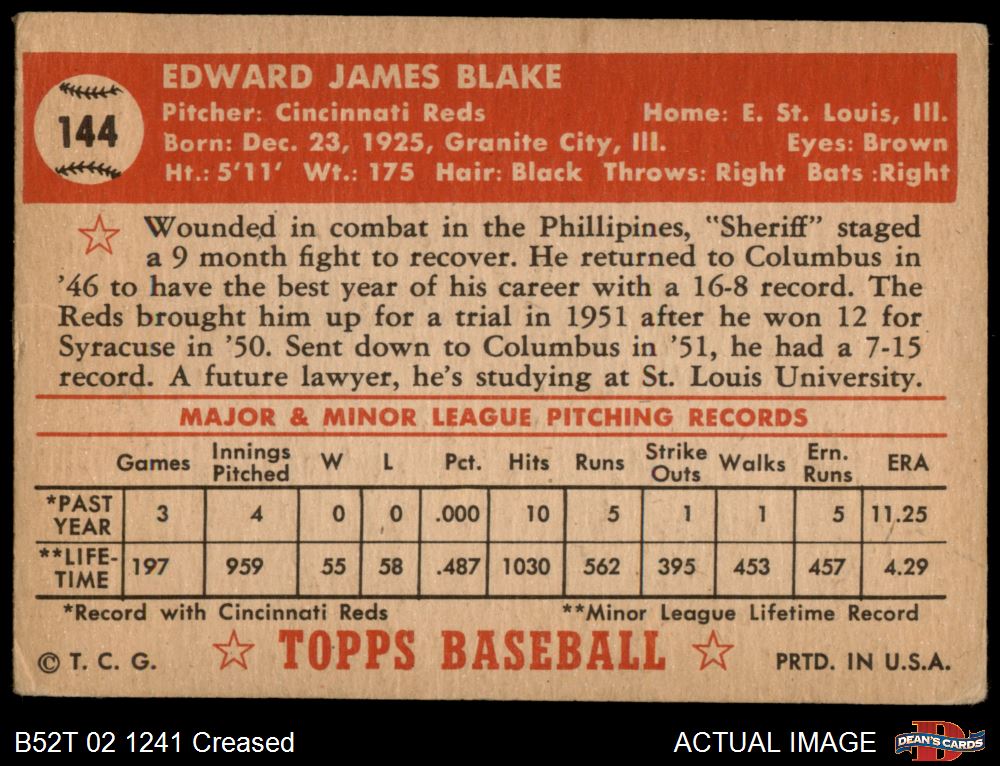 144
EDWARD JAMES BLAKE
Pitcher: Cincinnati Reds Home: E. St. Louis, Ill.
Born: Dec. 23, 1925, Granite City, Ill. Eyes: Brown
Ht.: 5'11' Wt.: 175 Hair: Black Throws: Right Bats :Right
Wounded in combat in the Phillipines, "Sheriff" staged
a 9 month fight to recover. He returned to Columbus in
'46 to have the best year of his career with a 16-8 record. The
Reds brought him up for a trial in 1951 after he won 12 for
Syracuse in '50. Sent down to Columbus in '51, he had a 7-15
record. A future lawyer, he's studying at St. Louis University.
MAJOR & MINOR LEAGUE PITCHING RECORDS
Games Innings Pitched W L Pct. Hits Runs Strike Outs Walks Ern. Runs ERA
*PAST YEAR 3 4 0 0 .000 10 5 1 1 5 11.25
**LIFE-TIME 197 959 55 58 .487 1030 562 395 453 457 4.29
*Record with Cincinnati Reds **Minor League Lifetime Record
© T. C. G. TOPPS BASEBALL PRTD. IN U.S.A.
B52T 02 1241 Creased ACTUAL IMAGE DEAN'S CARDS